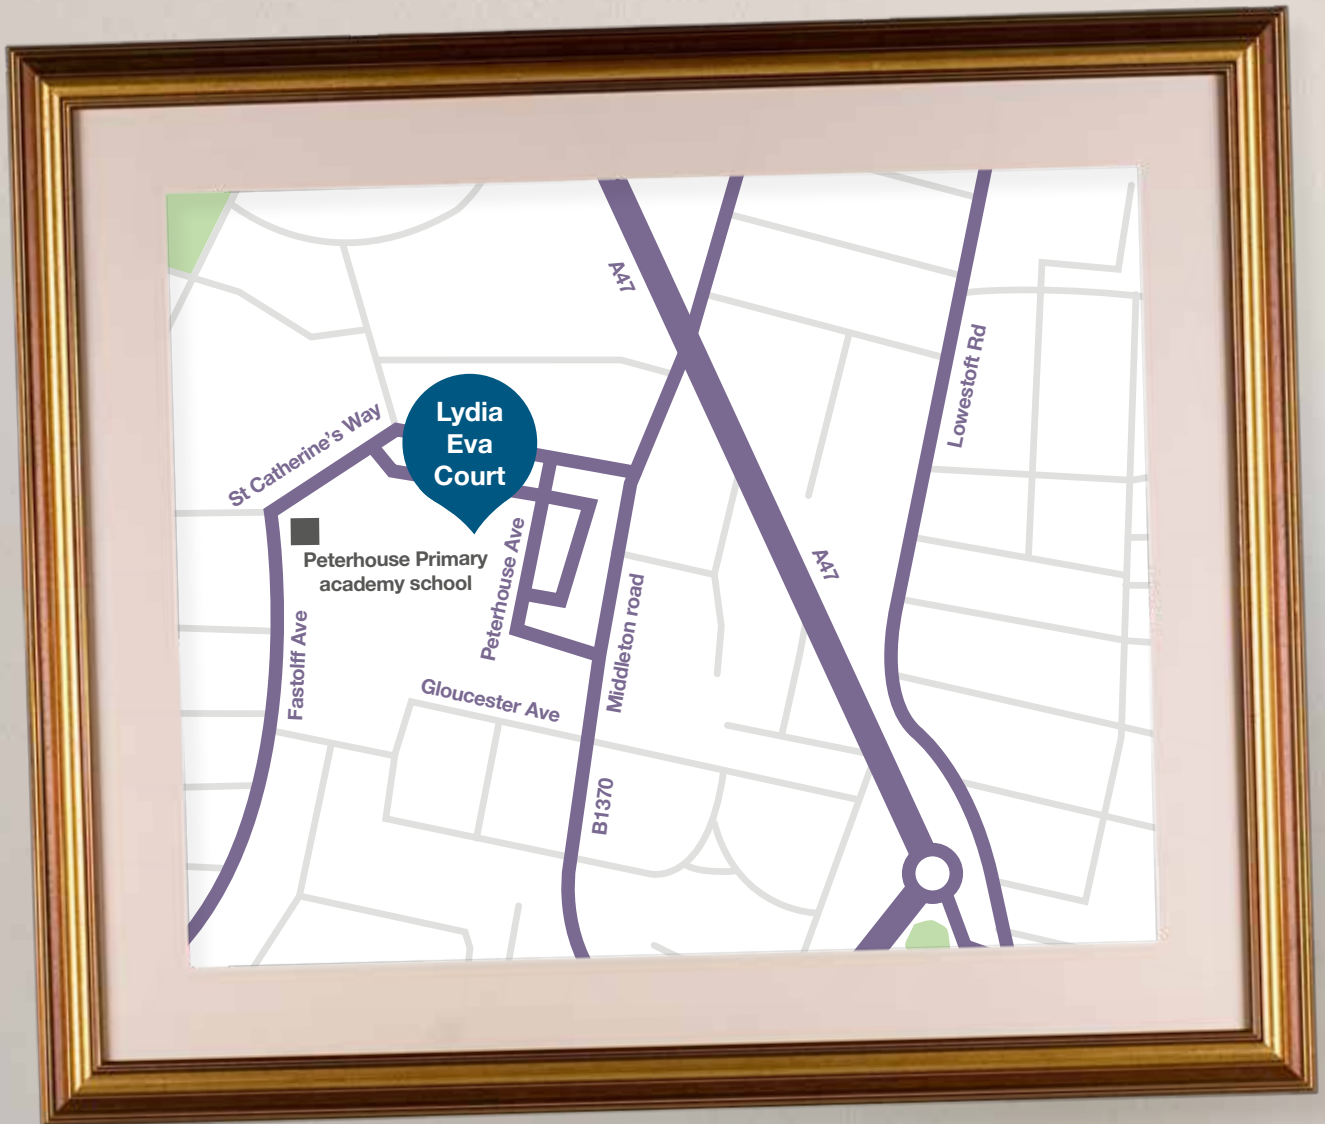 A47
Lowestoft Rd
Lydia
Eva
Court
St Catherine's Way
Peterhouse Primary
academy school
Peterhouse Ave
A47
Middleton road
Fastolff Ave
Gloucester Ave
B1370